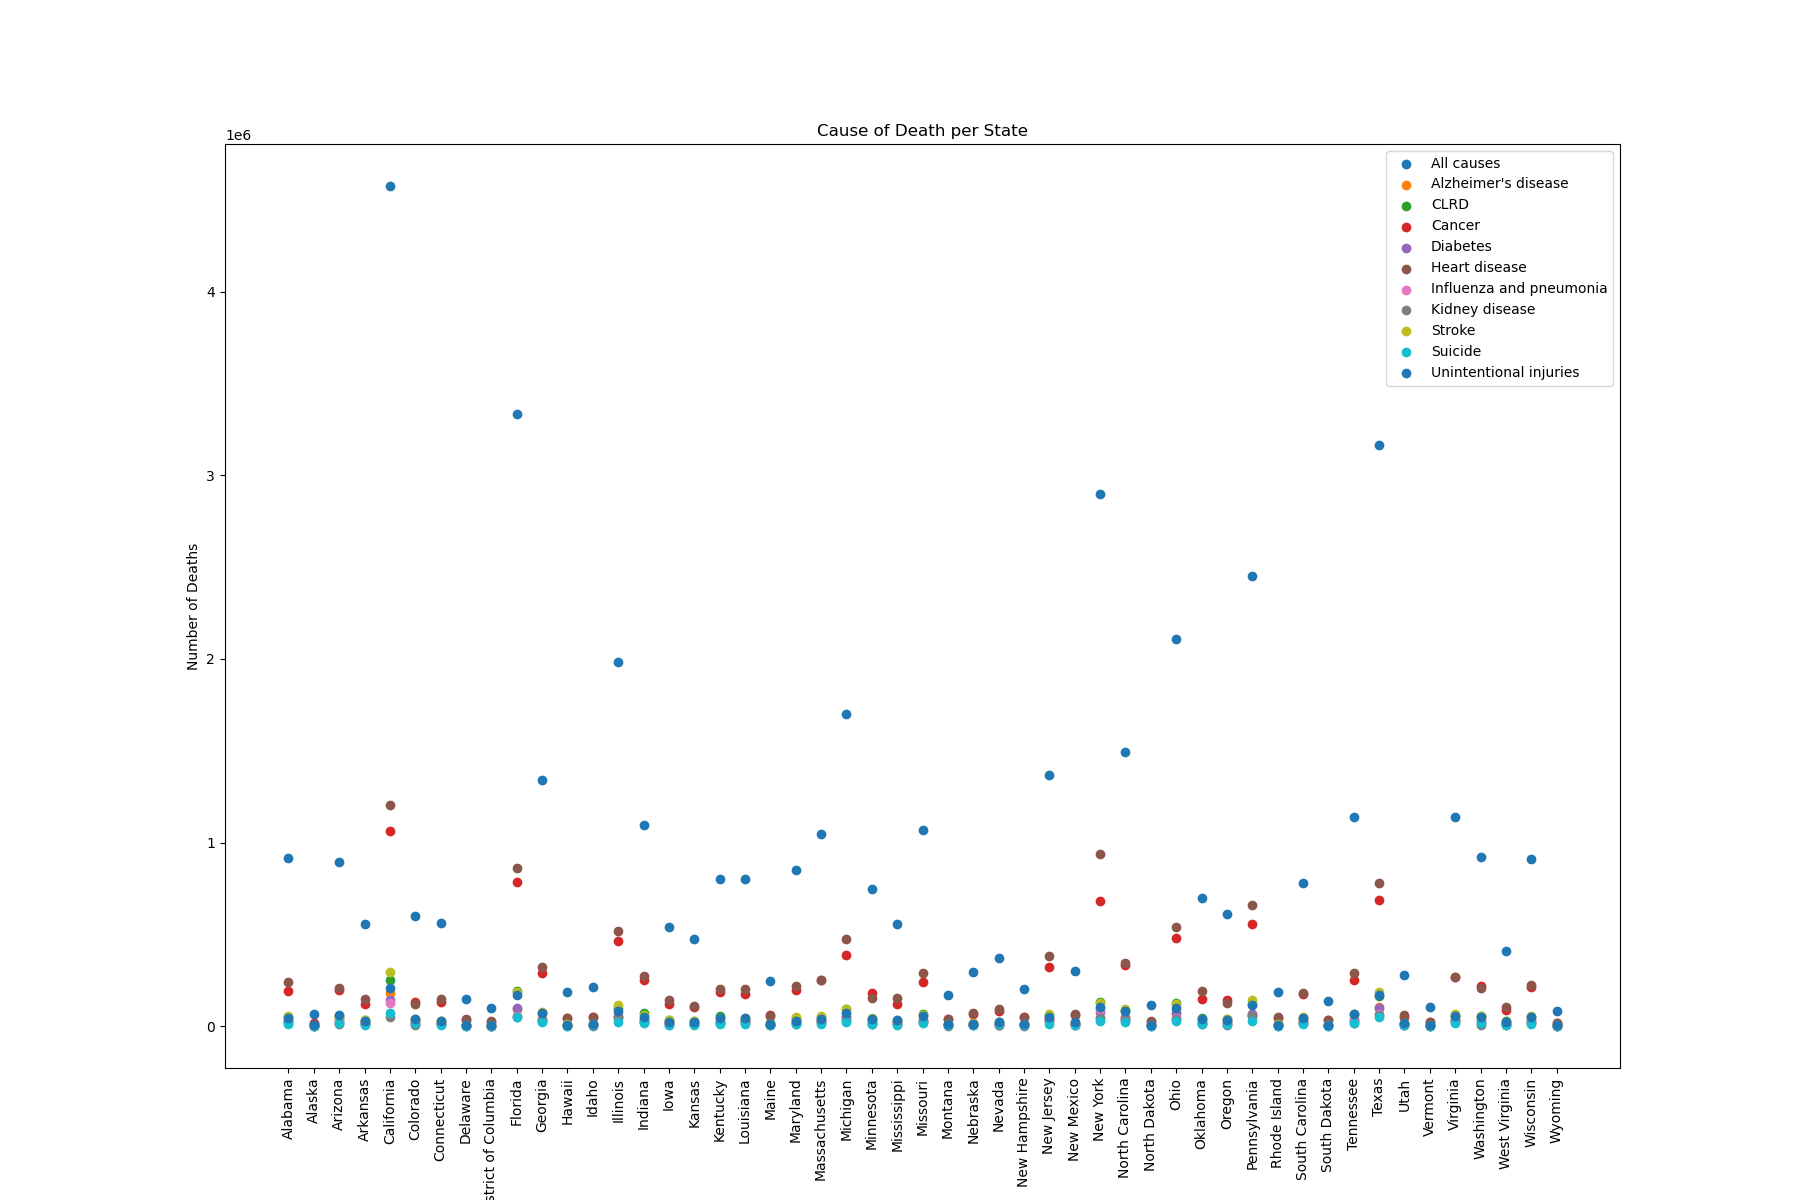 Cause of Death per State
1e6
Number of Deaths
4
3
2
1
0
All causes
Alzheimer's disease
CLRD
Cancer
Diabetes
Heart disease
Influenza and pneumonia
Kidney disease
Stroke
Suicide
Unintentional injuries
Alabama
Alaska
Arizona
Arkansas
California
Colorado
Connecticut
Delaware
strict of Columbia
Florida
Georgia
Hawaii
Idaho
Illinois
Indiana
Iowa
Kansas
Kentucky
Louisiana
Maine
Maryland
Massachusetts
Michigan
Minnesota
Mississippi
Missouri
Montana
Nebraska
Nevada
New Hampshire
New Jersey
New Mexico
New York
North Carolina
North Dakota
Ohio
Oklahoma
Oregon
Pennsylvania
Rhode Island
South Carolina
South Dakota
Tennessee
Texas
Utah
Vermont
Virginia
Washington
West Virginia
Wisconsin
Wyoming